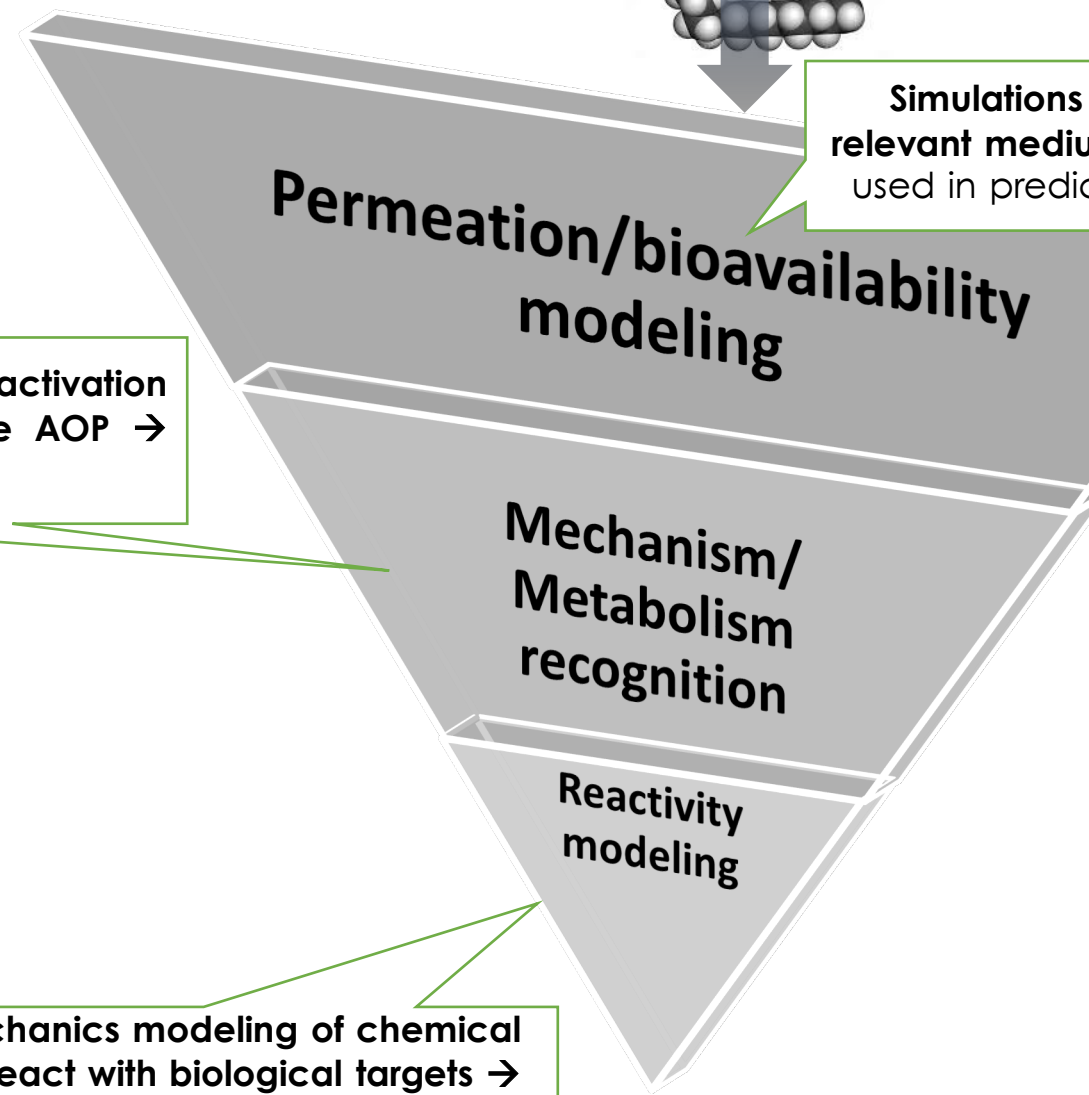 Simulations
relevant mediu
used in predic
Permeation/bioavailability
modeling
activation
e AOP →
Mechanism/
Metabolism
recognition
Reactivity
modeling
chanics modeling of chemical
eact with biological targets →